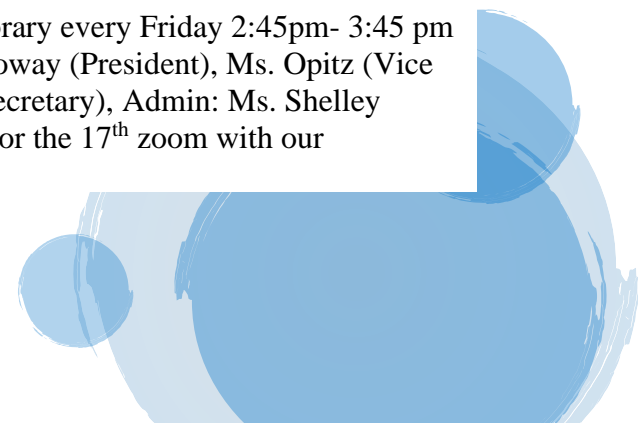 orary every Friday 2:45pm- 3:45 pm
oway (President), Ms. Opitz (Vice
ecretary), Admin: Ms. Shelley
or the 17th zoom with our